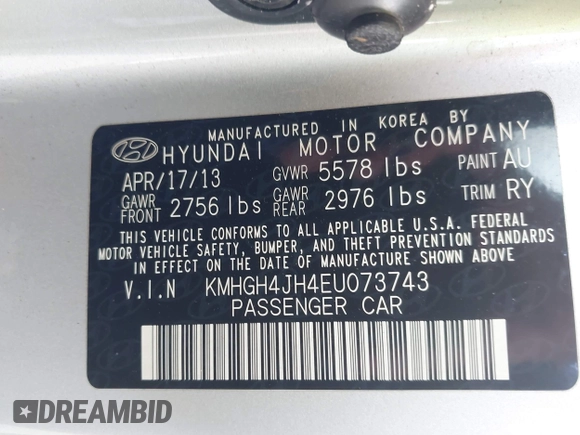 MANUFACTURED IN KOREA BY
HYUNDAI MOTOR COMPANY
APR/17/13 GVWR 5578 lbs PAINT AU
GAWR FRONT 2756 lbs GAWR REAR 2976 lbs TRIM RY
THIS VEHICLE CONFORMS TO ALL APPLICABLE U.S.A. FEDERAL
MOTOR VEHICLE SAFETY, BUMPER, AND THEFT PREVENTION STANDARDS
IN EFFECT ON THE DATE OF MANUFACTURE SHOWN ABOVE
V.I.N KMHGH4JH4EU073743
PASSENGER CAR
DREAMBID